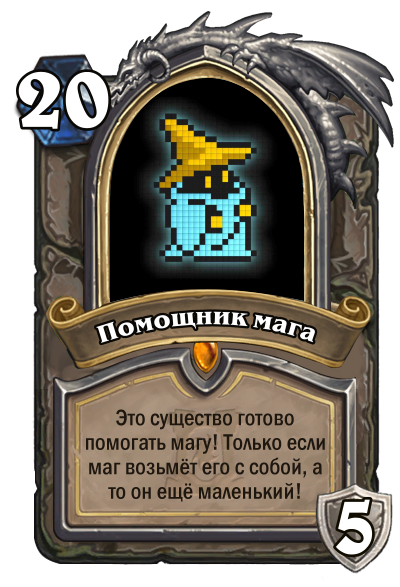 20
Помощник мага
Это существо готово
помогать магу! Только если
маг возьмёт его с собой, а
то он ещё маленький!
5